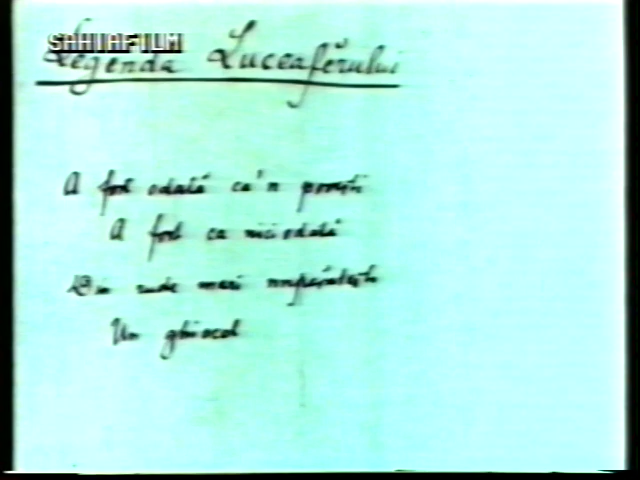 SAHIAFILM
Legenda Luceafărului
A fost odată ca'n povești
A fost ca niciodată
Din rude mari împărătești
Un ghiocel